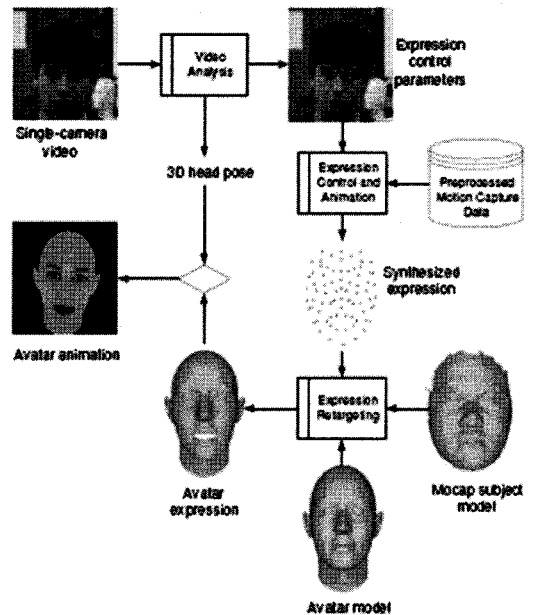 Video
Analysis
Expression
control
parameters
Single-camera
video
3D head pose
Expression
Control and
Animation
Preprodessed
Motion Capture
Data
Synthesized
expression
Avatar animation
Expression
Retargeting
Avatar
expression
Mocap subject
model
Avatar model